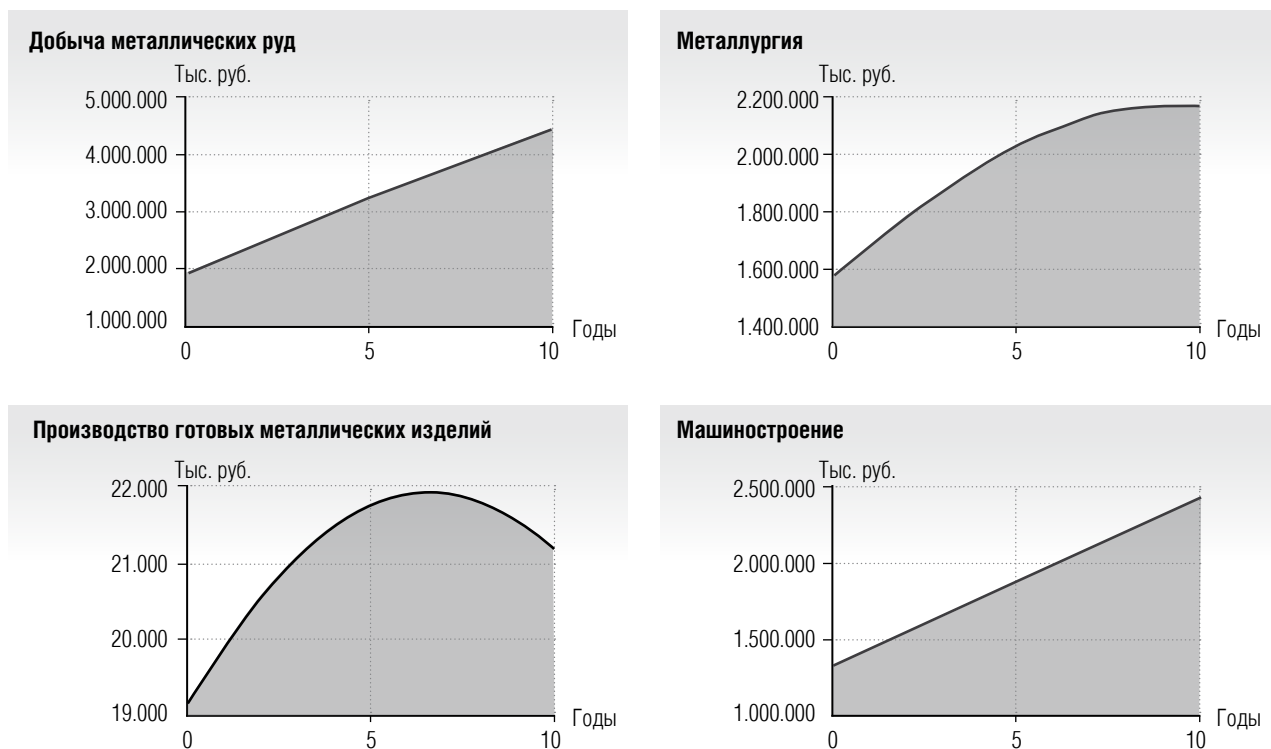 Добыча металлических руд
Тыс. руб.
5.000.000
4.000.000
3.000.000
2.000.000
1.000.000
0
5
10
Годы
Металлургия
Тыс. руб.
2.200.000
2.000.000
1.800.000
1.600.000
1.400.000
0
5
10
Годы
Производство готовых металлических изделий
Тыс. руб.
22.000
21.000
20.000
19.000
0
5
10
Годы
Машиностроение
Тыс. руб.
2.500.000
2.000.000
1.500.000
1.000.000
0
5
10
Годы